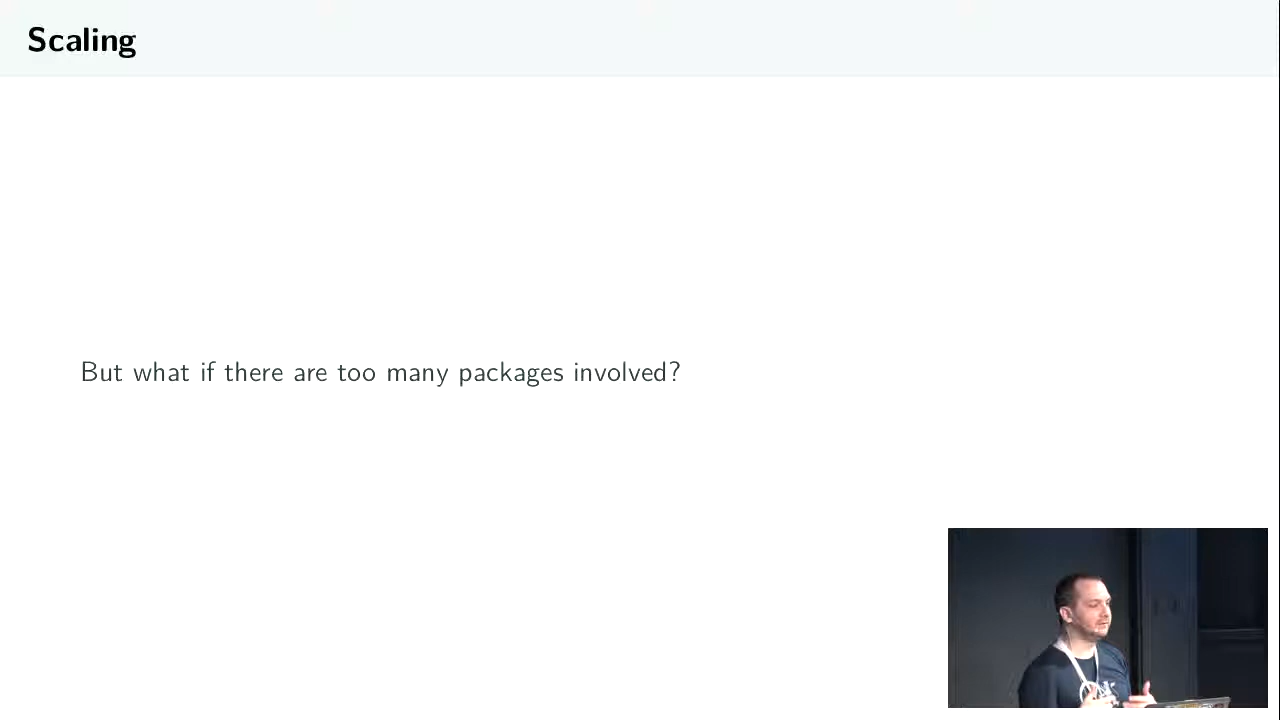 Scaling
But what if there are too many packages involved?